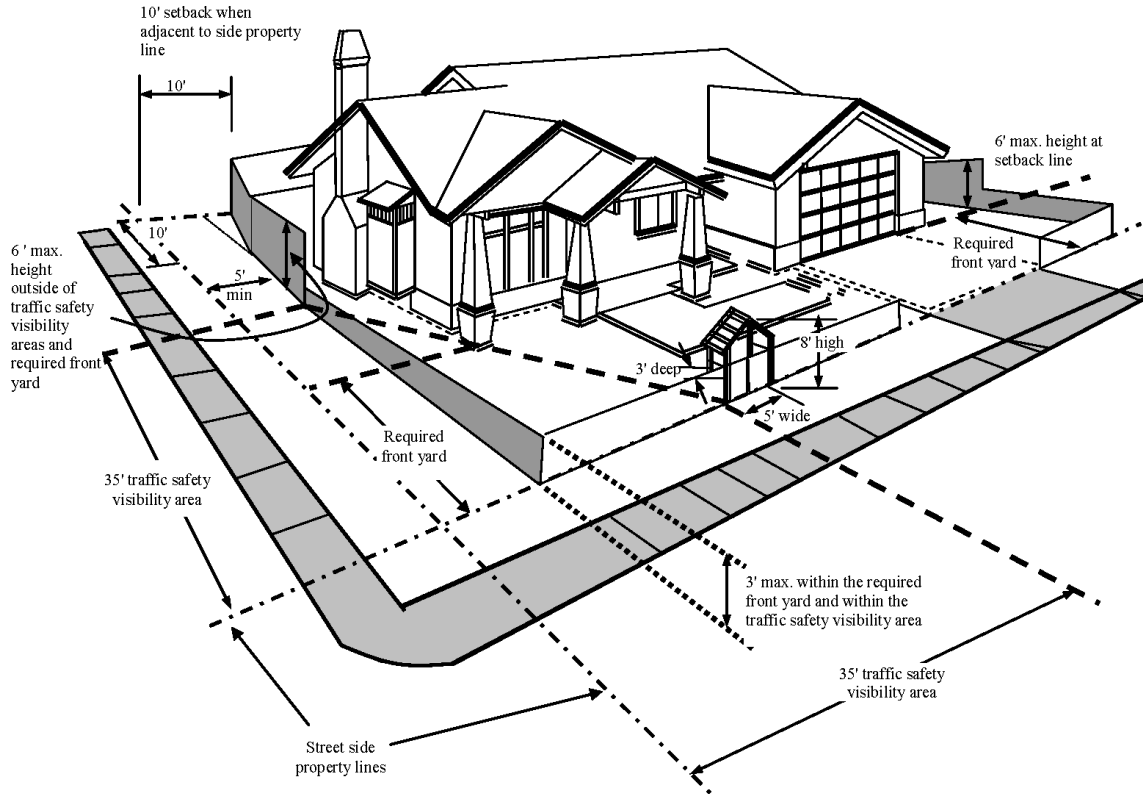 10' setback when
adjacent to side property
line
10'
6' max. height at
setback line
10'
6 ' max.
height
outside of
traffic safety
visibility
areas and
required front
yard
5'
min
Required
front yard
8' high
3' deep
5' wide
Required
front yard
35' traffic safety
visibility area
3' max. within the required
front yard and within the
traffic safety visibility area
35' traffic safety
visibility area
Street side
property lines